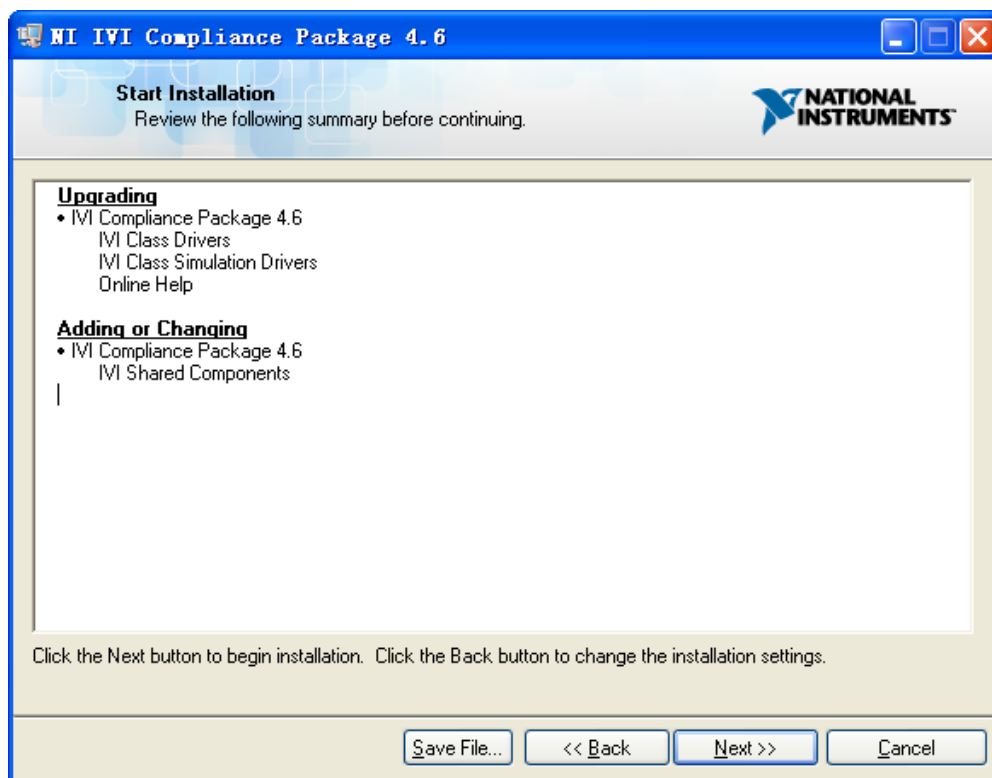 NI IVI Compliance Package 4.6
Start Installation
Review the following summary before continuing.
NATIONAL
INSTRUMENTS™
Upgrading
• IVI Compliance Package 4.6
IVI Class Drivers
IVI Class Simulation Drivers
Online Help
Adding or Changing
• IVI Compliance Package 4.6
IVI Shared Components
Click the Next button to begin installation. Click the Back button to change the installation settings.
Save File...
<< Back
Next >>
Cancel